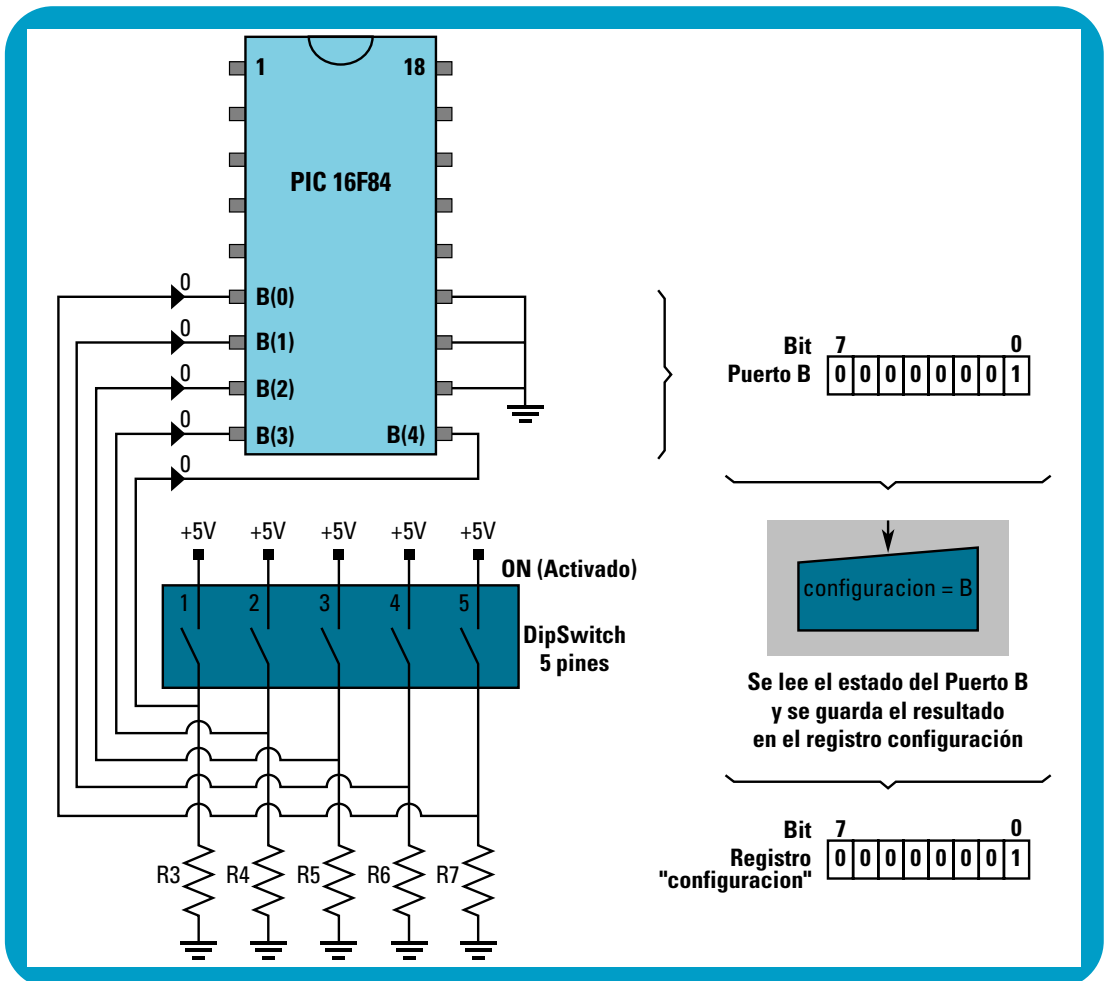 1 18
PIC 16F84
0
B(0)
0
B(1)
0
B(2)
0
B(3) B(4)
0
Bit 7 0
Puerto B 0 0 0 0 0 0 0 1
+5V +5V +5V +5V +5V
ON (Activado)
1 2 3 4 5
DipSwitch
5 pines
configuracion = B
Se lee el estado del Puerto B
y se guarda el resultado
en el registro configuración
R3 R4 R5 R6 R7
Bit 7 0
Registro 0 0 0 0 0 0 0 1
"configuracion"